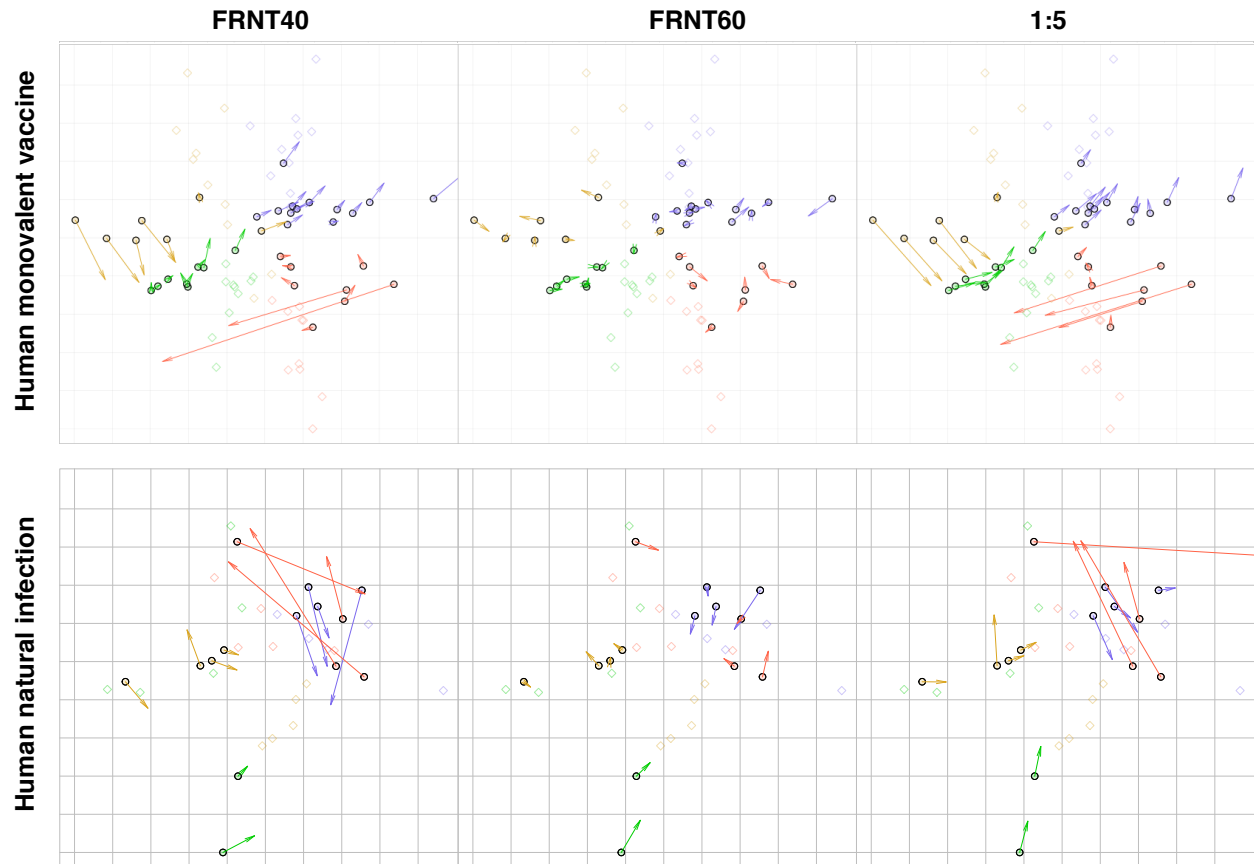 FRNT40
FRNT60
1:5
Human monovalent vaccine
Human natural infection